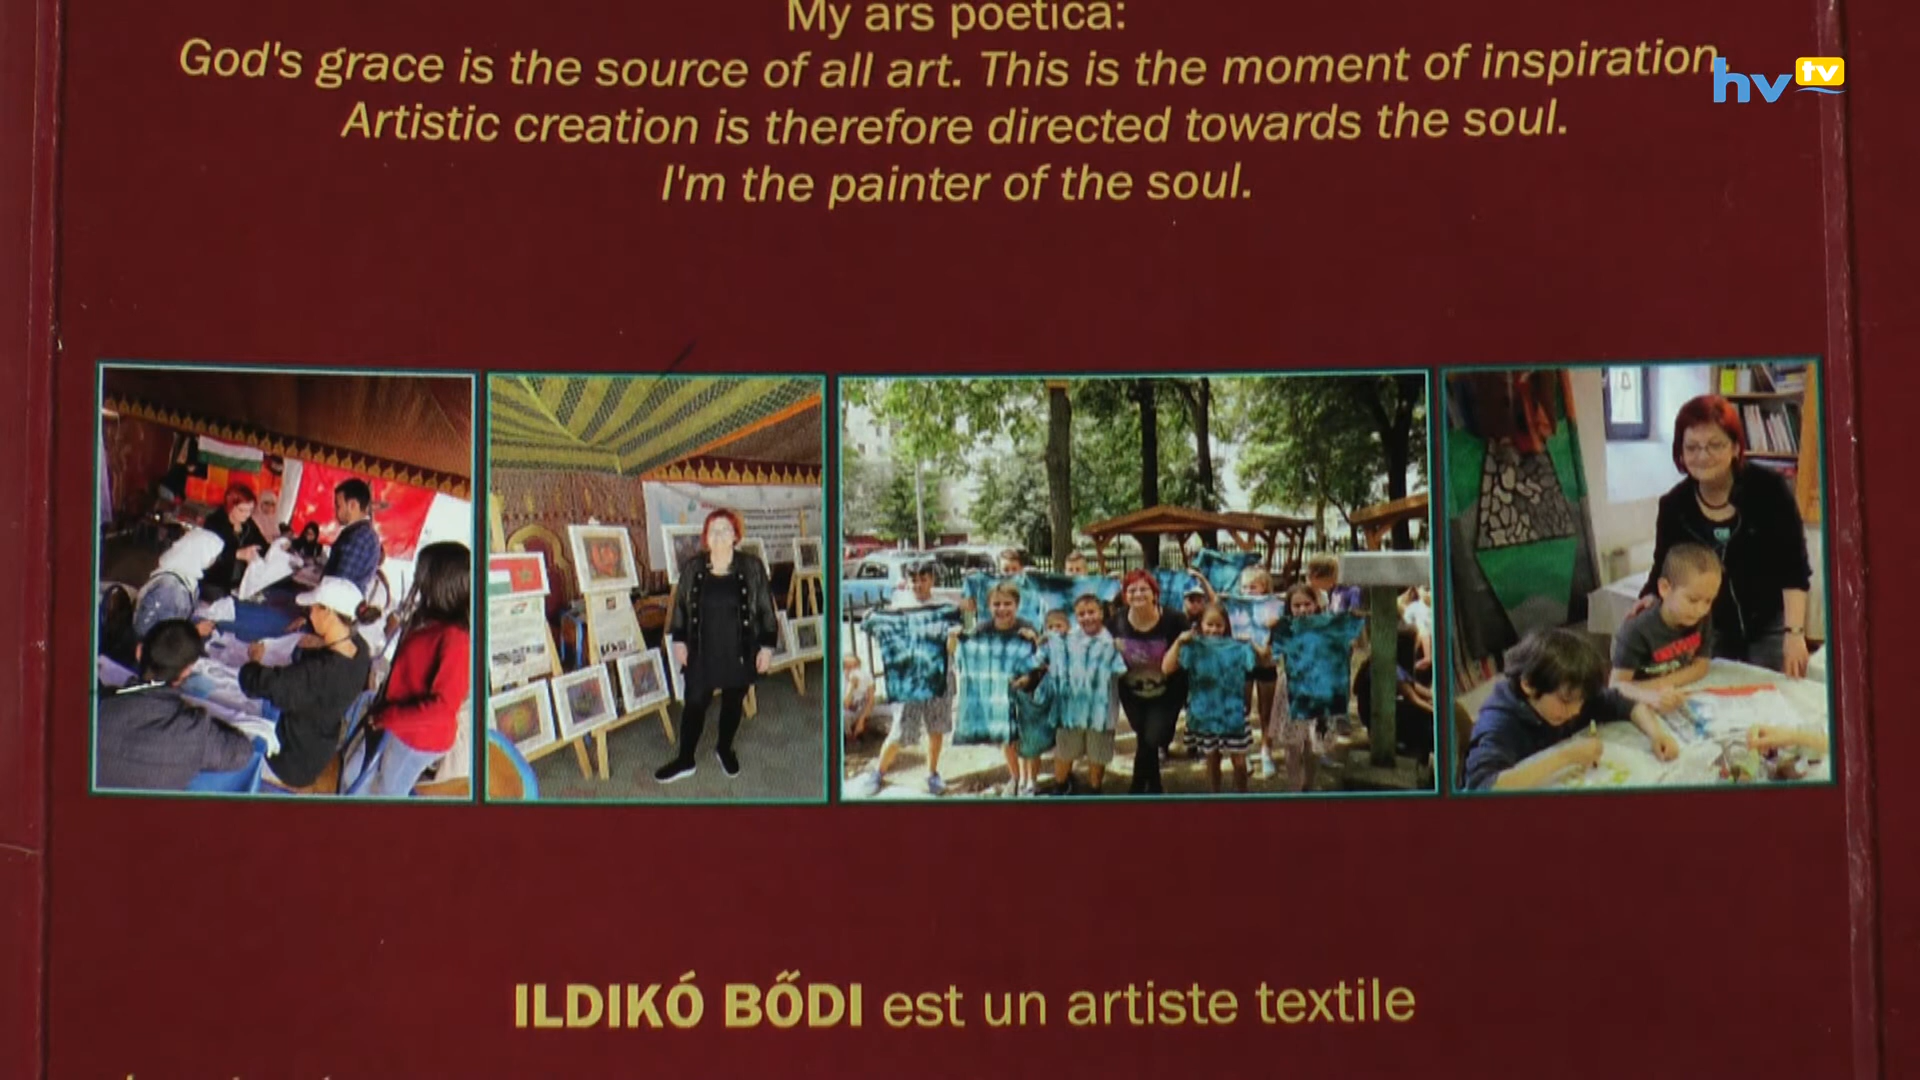 My ars poetica:
God's grace is the source of all art. This is the moment of inspiration.
hv tv
Artistic creation is therefore directed towards the soul.
I'm the painter of the soul.
ILDIKÓ BŐDI est un artiste textile